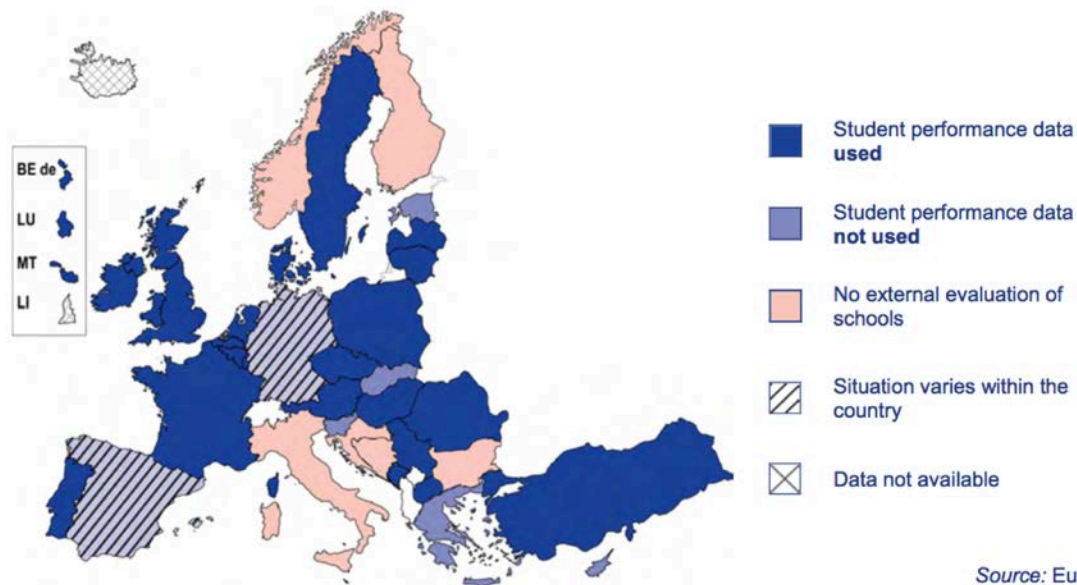 BE de
LU
MT
LI
Student performance data
used
Student performance data
not used
No external evaluation of
schools
Situation varies within the
country
Data not available
Source: Eu